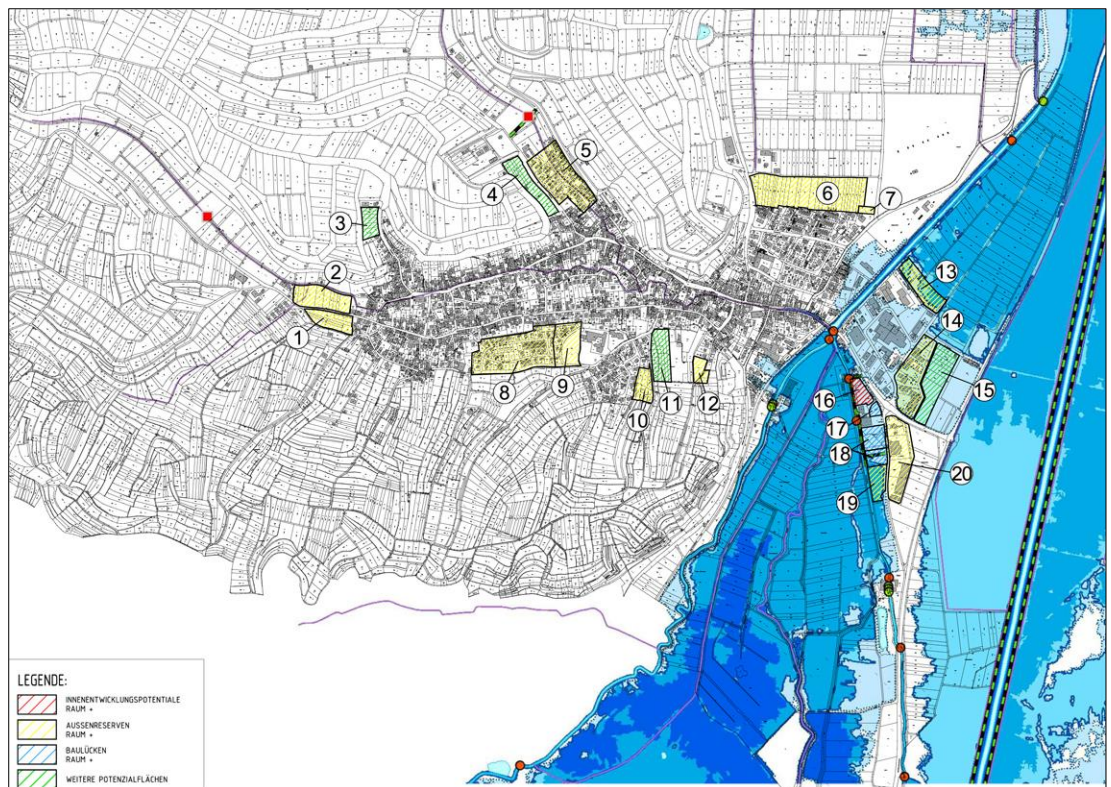 5
4
6
7
3
2
13
1
14
15
8
9
11
12
16
10
17
18
19
20
LEGENDE:
INNENENTWICKLUNGSPOTENTIALE
RAUM +
AUSSENRESERVEN
RAUM +
BAULÜCKEN
RAUM +
WEITERE POTENZIALFLÄCHEN